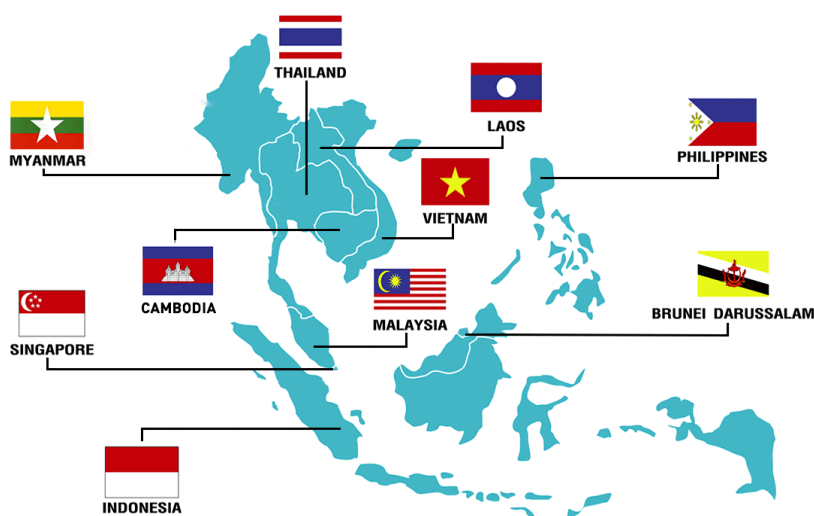 THAILAND
LAOS
MYANMAR
PHILIPPINES
VIETNAM
CAMBODIA
MALAYSIA
BRUNEI DARUSSALAM
SINGAPORE
INDONESIA